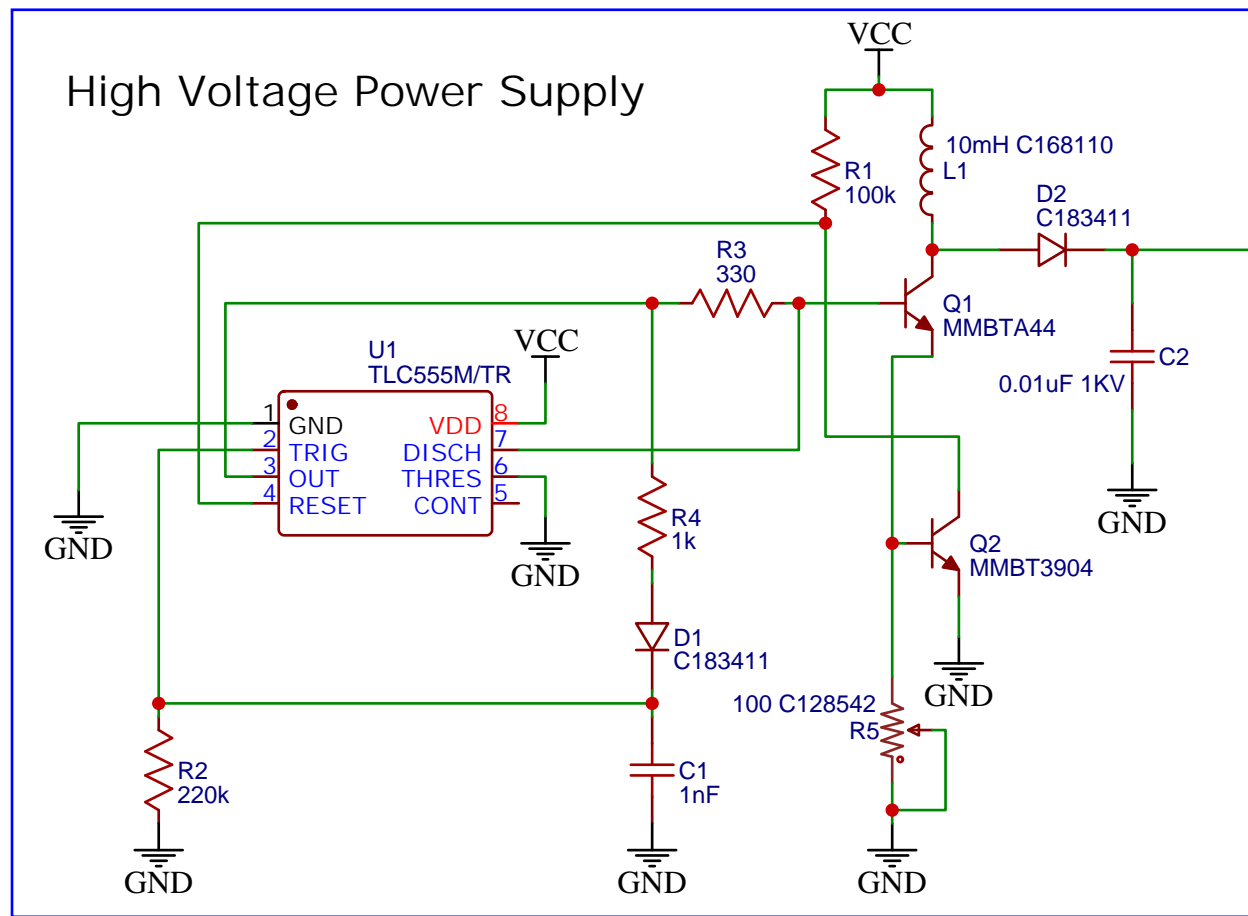 High Voltage Power Supply
VCC
R1
100k
10mH C168110
L1
D2
C183411
R3
330
Q1
MMBTA44
C2
0.01uF 1KV
GND
U1
TLC555M/TR
VCC
1 GND
2 TRIG
3 OUT
4 RESET
VDD 8
DISCH 7
THRES 6
CONT 5
GND
GND
R4
1k
Q2
MMBT3904
GND
D1
C183411
100 C128542
R5
R2
220k
C1
1nF
GND
GND
GND